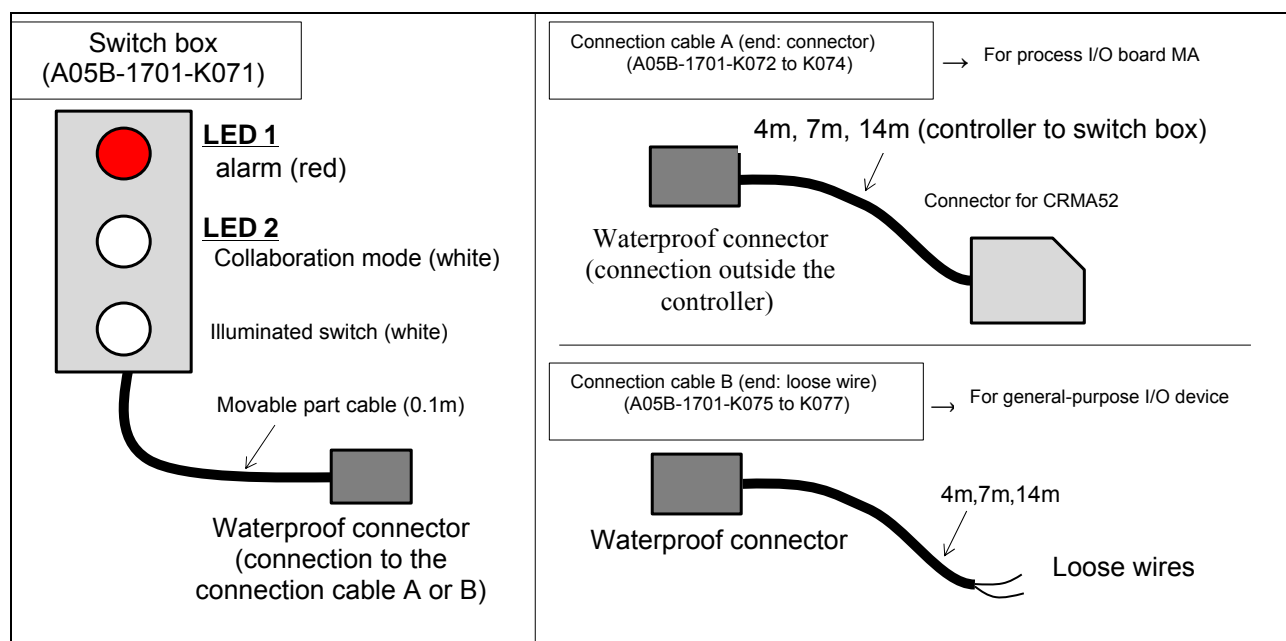 Switch box
(A05B-1701-K071)
LED 1
alarm (red)
LED 2
Collaboration mode (white)
Illuminated switch (white)
Movable part cable (0.1m)
Waterproof connector
(connection to the
connection cable A or B)
Connection cable A (end: connector)
(A05B-1701-K072 to K074)
→ For process I/O board MA
4m, 7m, 14m (controller to switch box)
Connector for CRMA52
Waterproof connector
(connection outside the
controller)
Connection cable B (end: loose wire)
(A05B-1701-K075 to K077)
→ For general-purpose I/O device
4m,7m,14m
Waterproof connector
Loose wires